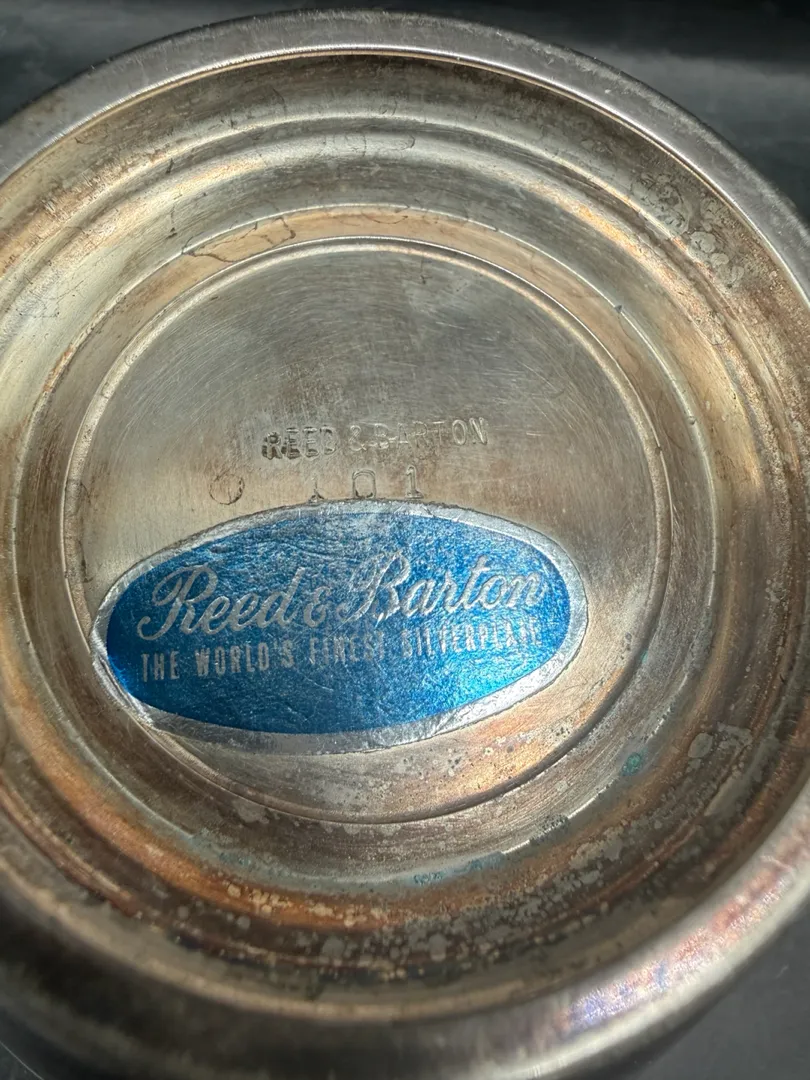 REED & BARTON
101
Reed & Barton
THE WORLD'S FINEST SILVERPLATE